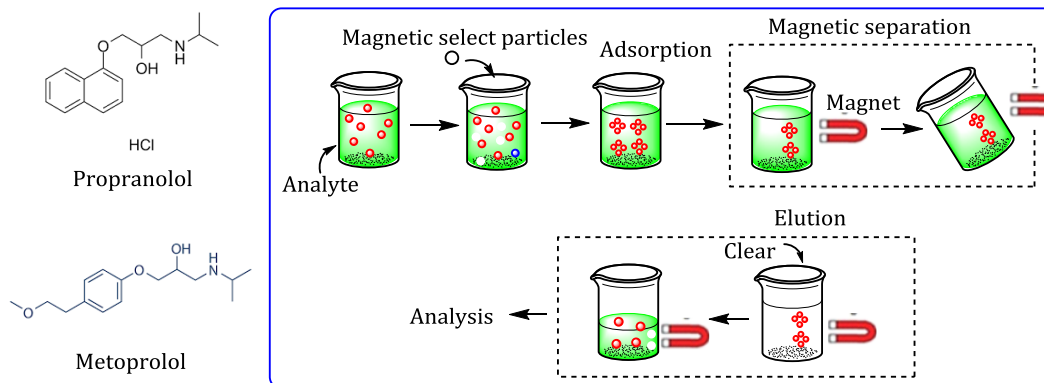 O
OH
N
H
HCl
Propranolol
OH
O
H
N
O
Metoprolol
Magnetic select particles
Adsorption
Magnetic separation
Magnet
Analyte
Elution
Clear
Analysis